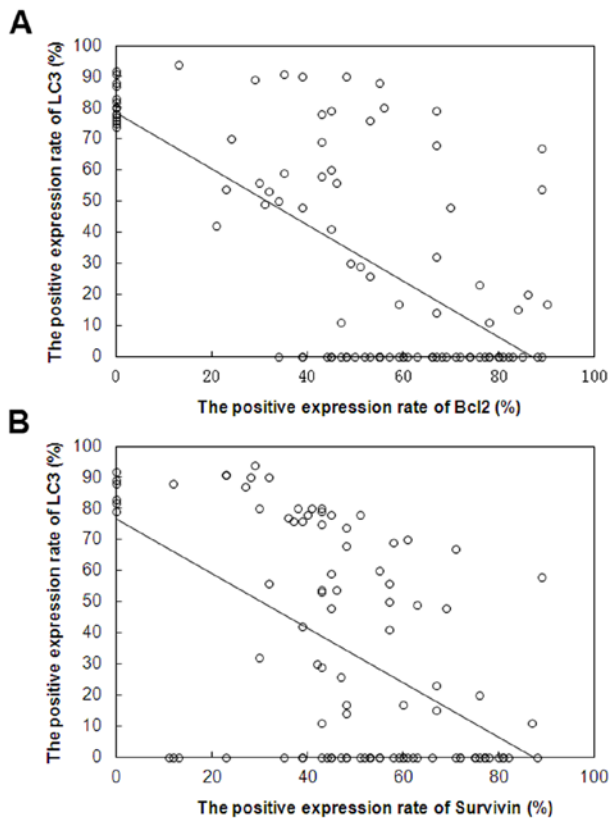 A
The positive expression rate of LC3 (%)
100
90
80
70
60
50
40
30
20
10
0
0 20 40 60 80 100
The positive expression rate of Bcl2 (%)
B
The positive expression rate of LC3 (%)
100
90
80
70
60
50
40
30
20
10
0
0 20 40 60 80 100
The positive expression rate of Survivin (%)